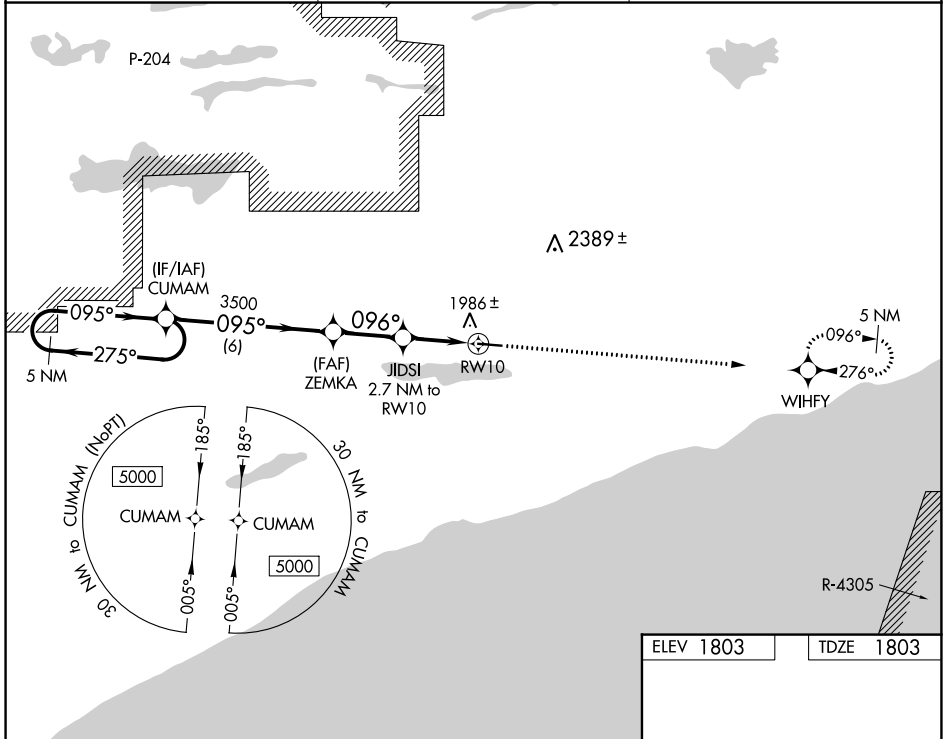 P-204
2389 ±
(IF/IAF)
CUMAM
3500
1986 ±
5 NM
095°
095°
096°
096°
(6)
275°
276°
5 NM
(FAF)
ZEMKA
JIDSI
2.7 NM to
RW10
RW10
WIHFY
30 NM to CUMAM (NoPT)
185°
185°
30 NM to CUMAM
5000
CUMAM
CUMAM
5000
005°
005°
R-4305
ELEV 1803
TDZE 1803